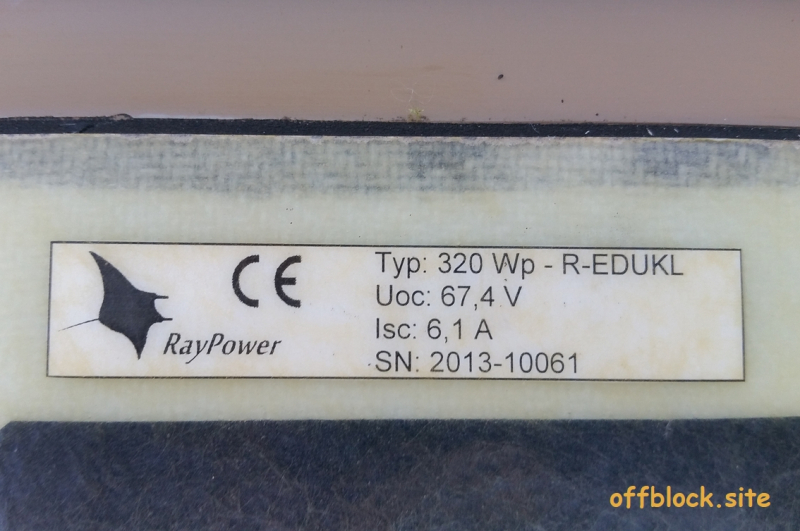 CE
RayPower
Typ: 320 Wp - R-EDUKL
Uoc: 67,4 V
Isc: 6,1 A
SN: 2013-10061
offblock.site